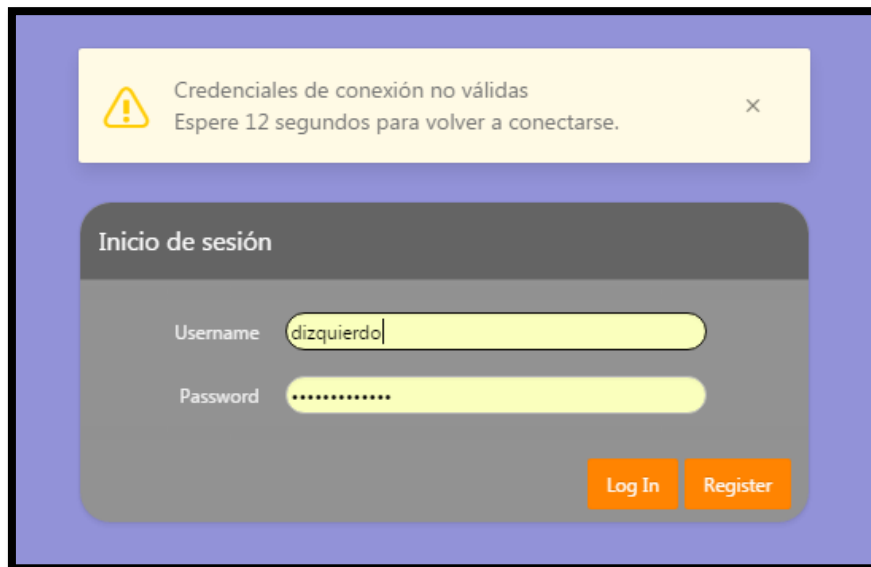 Credenciales de conexión no válidas
Espere 12 segundos para volver a conectarse.
Inicio de sesión
Username dizquierdo
Password •••••••••••••
Log In Register